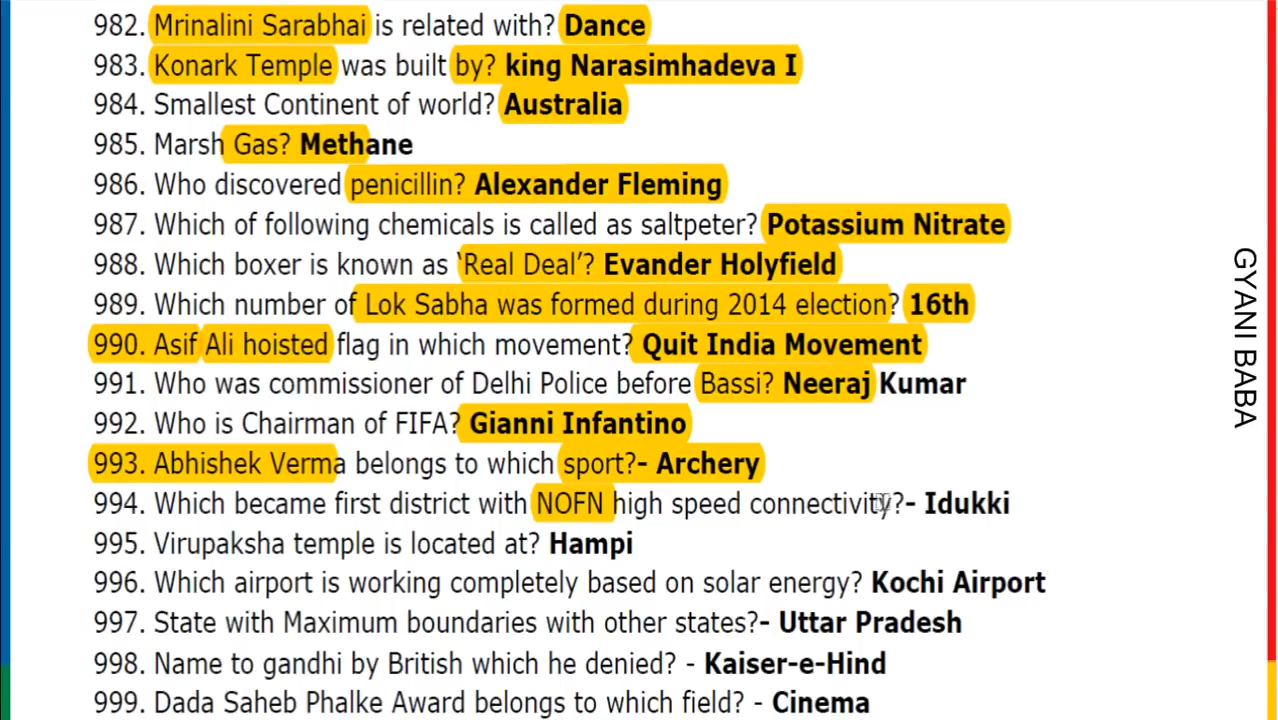 982. Mrinalini Sarabhai is related with? Dance
983. Konark Temple was built by? king Narasimhadeva I
984. Smallest Continent of world? Australia
985. Marsh Gas? Methane
986. Who discovered penicillin? Alexander Fleming
987. Which of following chemicals is called as saltpeter? Potassium Nitrate
988. Which boxer is known as ‘Real Deal’? Evander Holyfield
989. Which number of Lok Sabha was formed during 2014 election? 16th
990. Asif Ali hoisted flag in which movement? Quit India Movement
991. Who was commissioner of Delhi Police before Bassi? Neeraj Kumar
992. Who is Chairman of FIFA? Gianni Infantino
993. Abhishek Verma belongs to which sport?- Archery
994. Which became first district with NOFN high speed connectivity?- Idukki
995. Virupaksha temple is located at? Hampi
996. Which airport is working completely based on solar energy? Kochi Airport
997. State with Maximum boundaries with other states?- Uttar Pradesh
998. Name to gandhi by British which he denied? - Kaiser-e-Hind
999. Dada Saheb Phalke Award belongs to which field? - Cinema
GYANI BABA